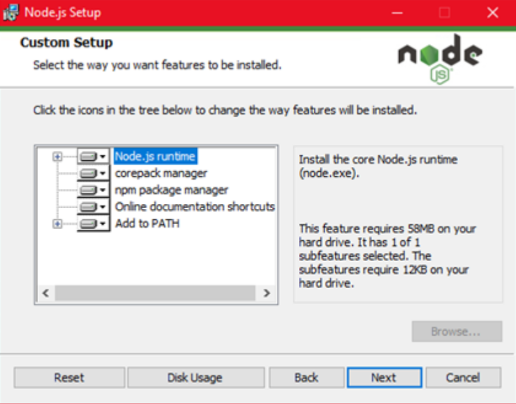 Node.js Setup
Custom Setup
Select the way you want features to be installed.
node
JS
Click the icons in the tree below to change the way features will be installed.
Node.js runtime
corepack manager
npm package manager
Online documentation shortcuts
Add to PATH
Install the core Node.js runtime
(node.exe).
This feature requires 58MB on your
hard drive. It has 1 of 1
subfeatures selected. The
subfeatures require 12KB on your
hard drive.
Browse...
Reset
Disk Usage
Back
Next
Cancel